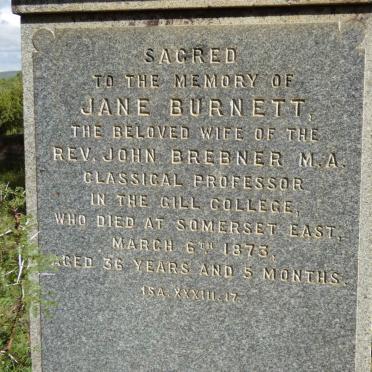 SACRED
TO THE MEMORY OF
JANE BURNETT,
THE BELOVED WIFE OF THE
REV. JOHN BREBNER M.A.
CLASSICAL PROFESSOR
IN THE GILL COLLEGE,
WHO DIED AT SOMERSET EAST,
MARCH 6TH 1873,
AGED 36 YEARS AND 5 MONTHS.
ISA. XXXIII. 17.